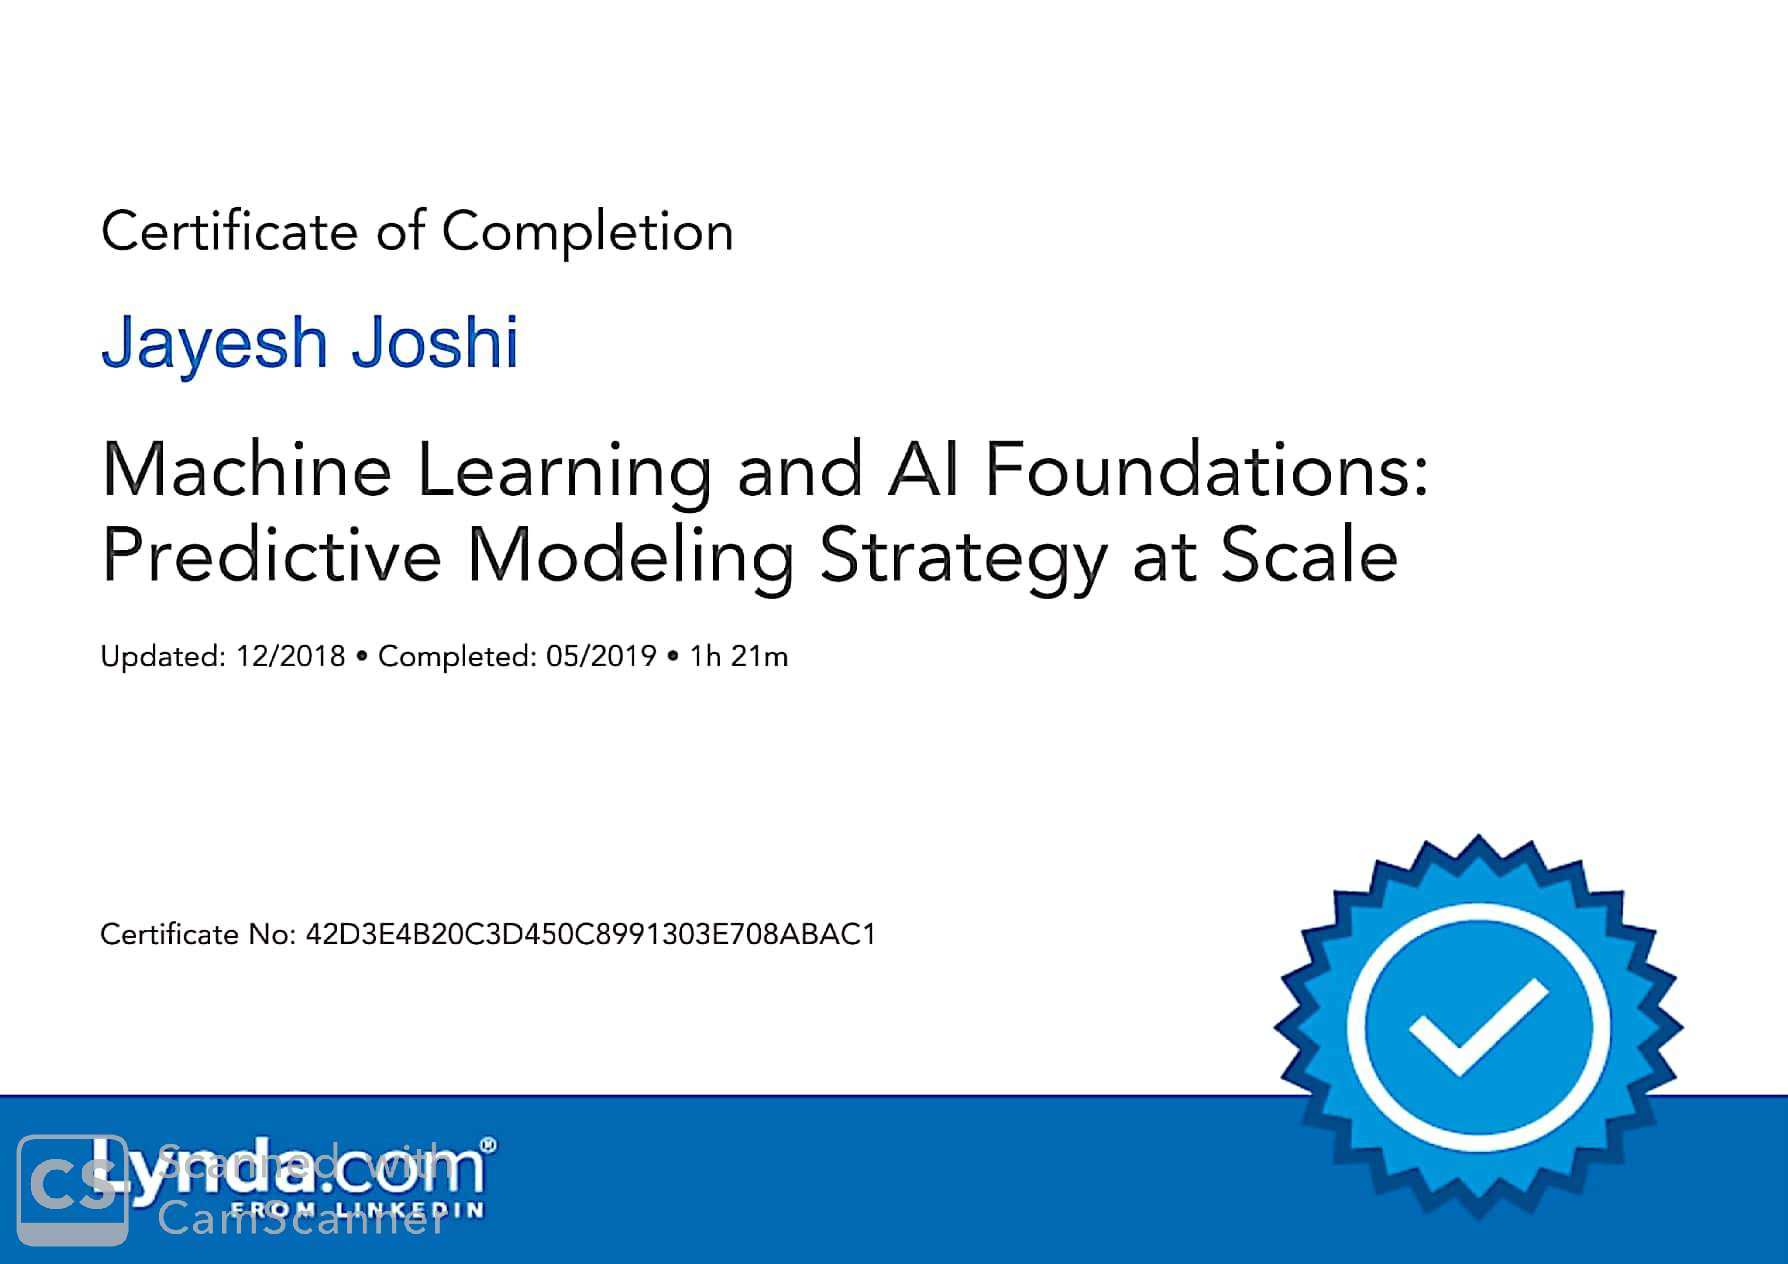 Certificate of Completion
Jayesh Joshi
Machine Learning and AI Foundations:
Predictive Modeling Strategy at Scale
Updated: 12/2018 • Completed: 05/2019 • 1h 21m
Certificate No: 42D3E4B20C3D450C8991303E708ABAC1
Lynda.com®
FROM LINKEDIN
CS
Scanned with
CamScanner